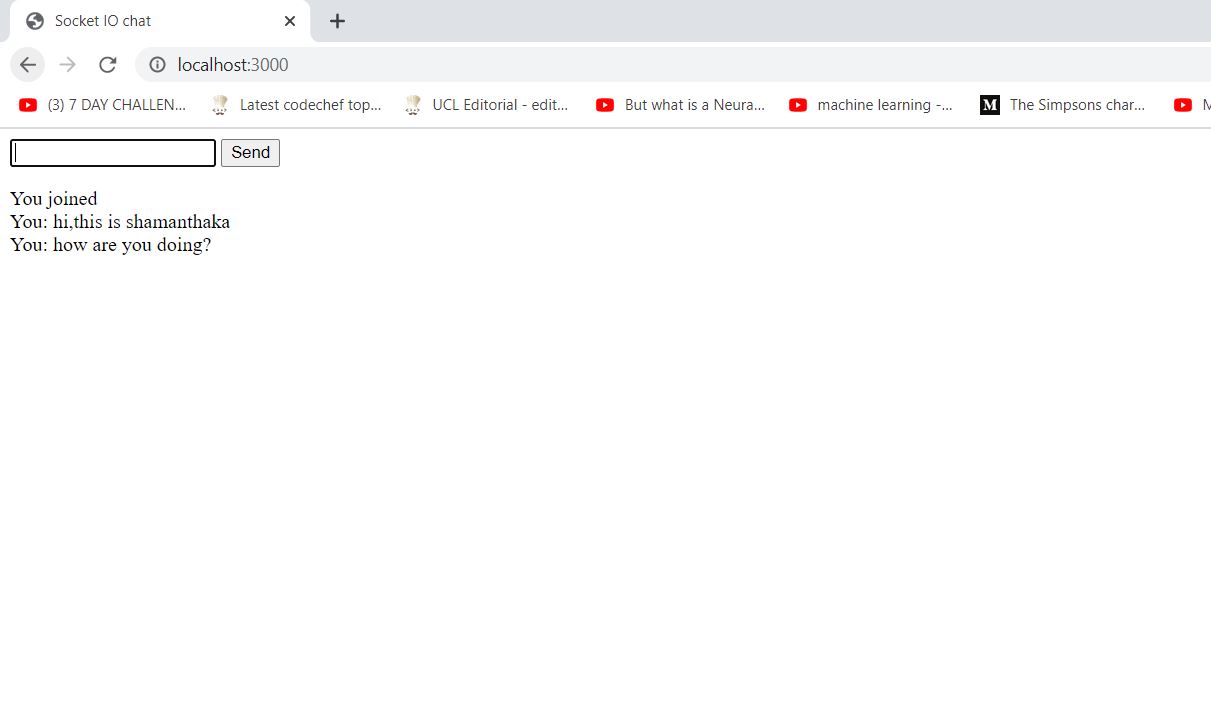 Socket IO chat
localhost:3000
(3) 7 DAY CHALLEN... Latest codechef top... UCL Editorial - edit... But what is a Neura... machine learning -... M The Simpsons char... M
Send
You joined
You: hi,this is shamanthaka
You: how are you doing?